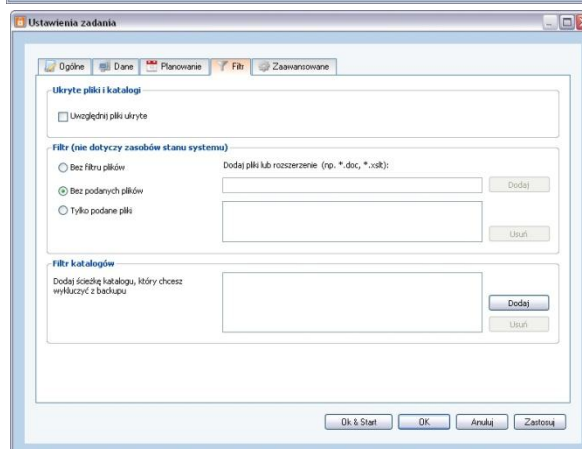 Ustawienia zadania
Ogólne Dane Planowanie Filtr Zaawansowane
Ukryte pliki i katalogi
Uwzględnij pliki ukryte
Filtr (nie dotyczy zasobów stanu systemu)
Bez filtru plików
Dodaj pliki lub rozszerzenie (np. *.doc, *.xslt):
Bez podanych plików
Dodaj
Tylko podane pliki
Usuń
Filtr katalogów
Dodaj ścieżkę katalogu, który chcesz
wykluczyć z backupu
Dodaj
Usuń
Ok & Start OK Anuluj Zastosuj